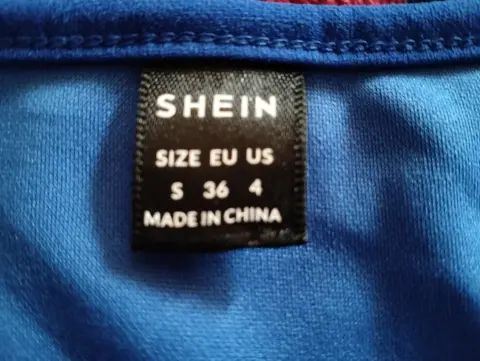 SHEIN
SIZE EU US
S 36 4
MADE IN CHINA